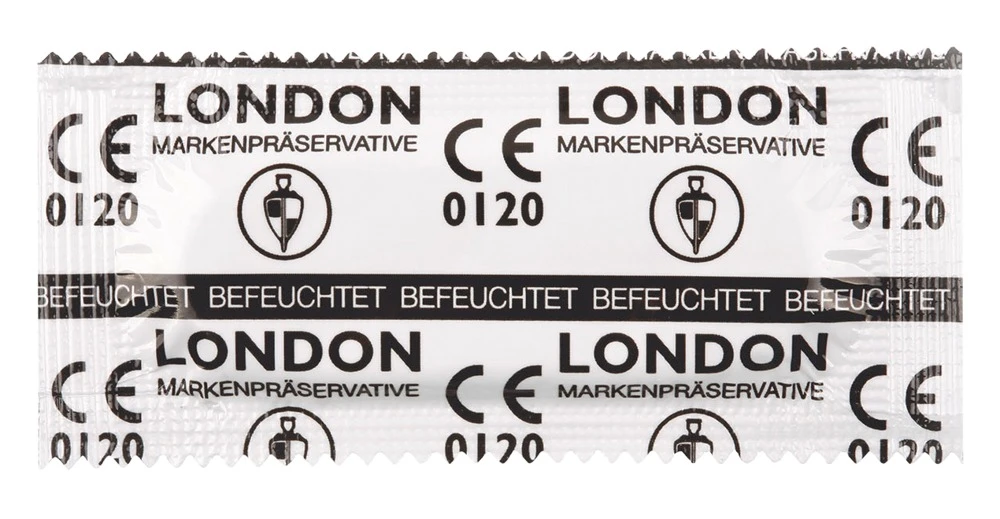 LONDON LONDON
MARKENPRÄSERVATIVE MARKENPRÄSERVATIVE
CE CE CE
0120 0120 0120
BEFEUCHTET BEFEUCHTET BEFEUCHTET BEFEUCHTET BEFEUCHTET
LONDON LONDON
MARKENPRÄSERVATIVE MARKENPRÄSERVATIVE
CE CE CE
0120 0120 0120